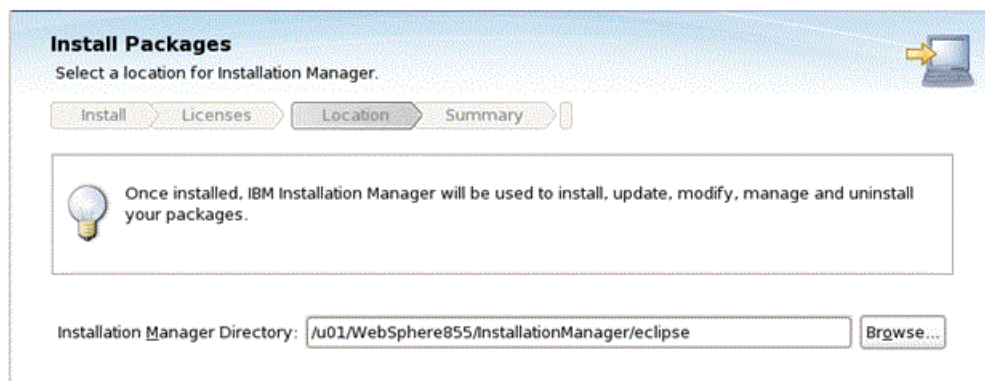 Install Packages
Select a location for Installation Manager.
Install Licenses Location Summary
Once installed, IBM Installation Manager will be used to install, update, modify, manage and uninstall
your packages.
Installation Manager Directory: /u01/WebSphere855/InstallationManager/eclipse Browse...